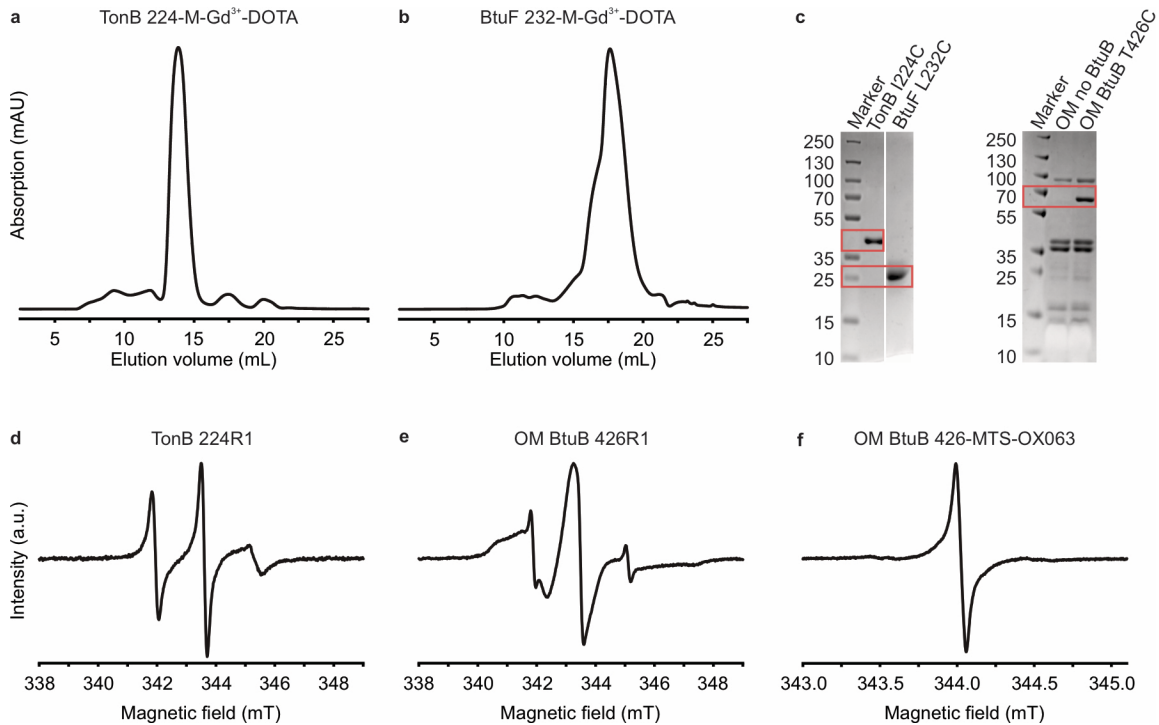 a TonB 224-M-Gd³⁺-DOTA
Absorption (mAU)
5 10 15 20 25
Elution volume (mL)
b BtuF 232-M-Gd³⁺-DOTA
5 10 15 20 25
Elution volume (mL)
c
Marker
TonB I224C
BtuF L232C
250
130
100
70
55
35
25
15
10
Marker
OM no BtuB
OM BtuB T426C
250
130
100
70
55
35
25
15
10
d TonB 224R1
Intensity (a.u.)
338 340 342 344 346 348
Magnetic field (mT)
e OM BtuB 426R1
338 340 342 344 346 348
Magnetic field (mT)
f OM BtuB 426-MTS-OX063
343.0 343.5 344.0 344.5 345.0
Magnetic field (mT)